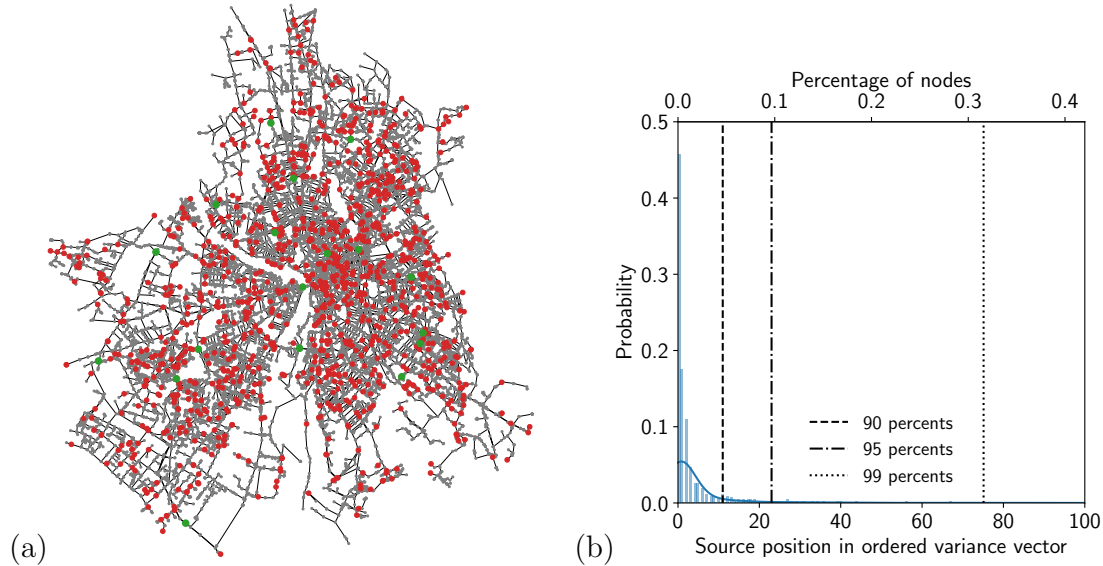 (a)
Percentage of nodes
0.0 0.1 0.2 0.3 0.4
0.5
0.4
0.3
0.2
0.1
0.0
Probability
90 percents
95 percents
99 percents
0 20 40 60 80 100
Source position in ordered variance vector
(b)